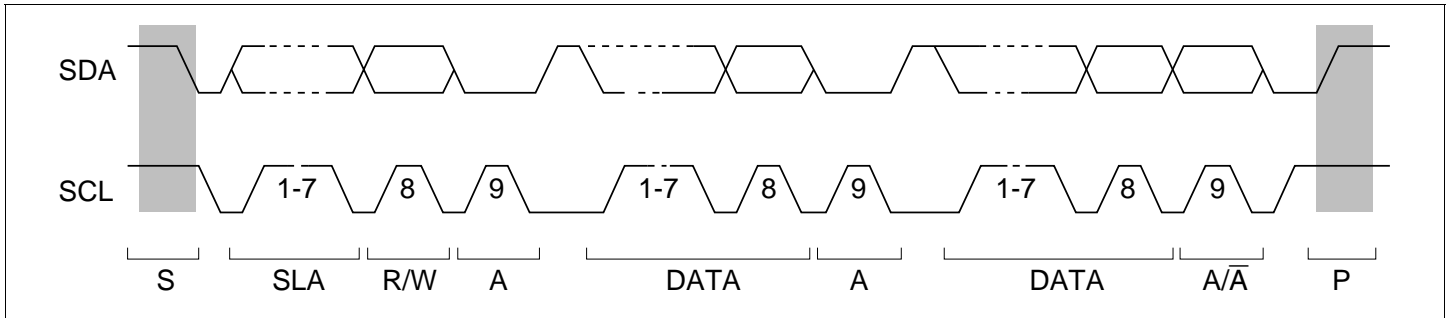 SDA
SCL
1-7 8 9 1-7 8 9 1-7 8 9
S SLA R/W A DATA A DATA A/A̅ P